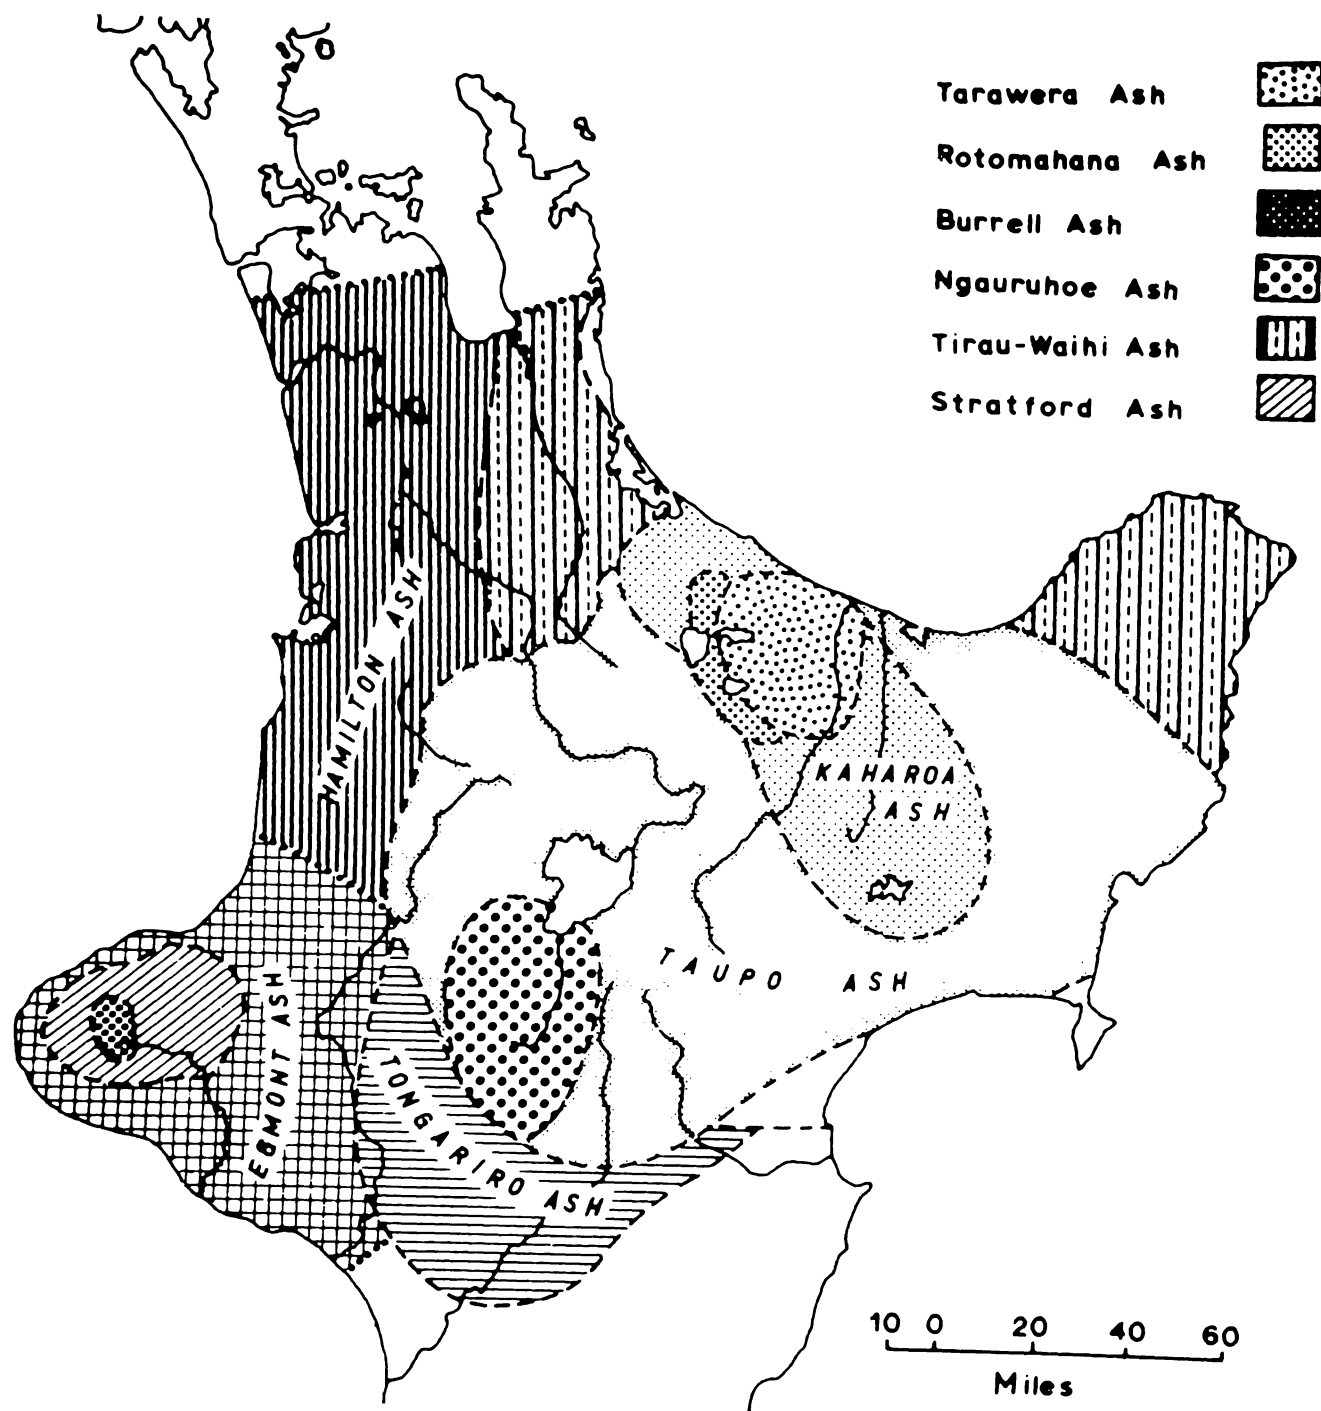 Tarawera Ash
Rotomahana Ash
Burrell Ash
Ngauruhoe Ash
Tirau-Waihi Ash
Stratford Ash
HAMILTON ASH
KAHAROA
ASH
TAUPO ASH
EGMONT ASH
TONGARIRO ASH
10 0 20 40 60
Miles